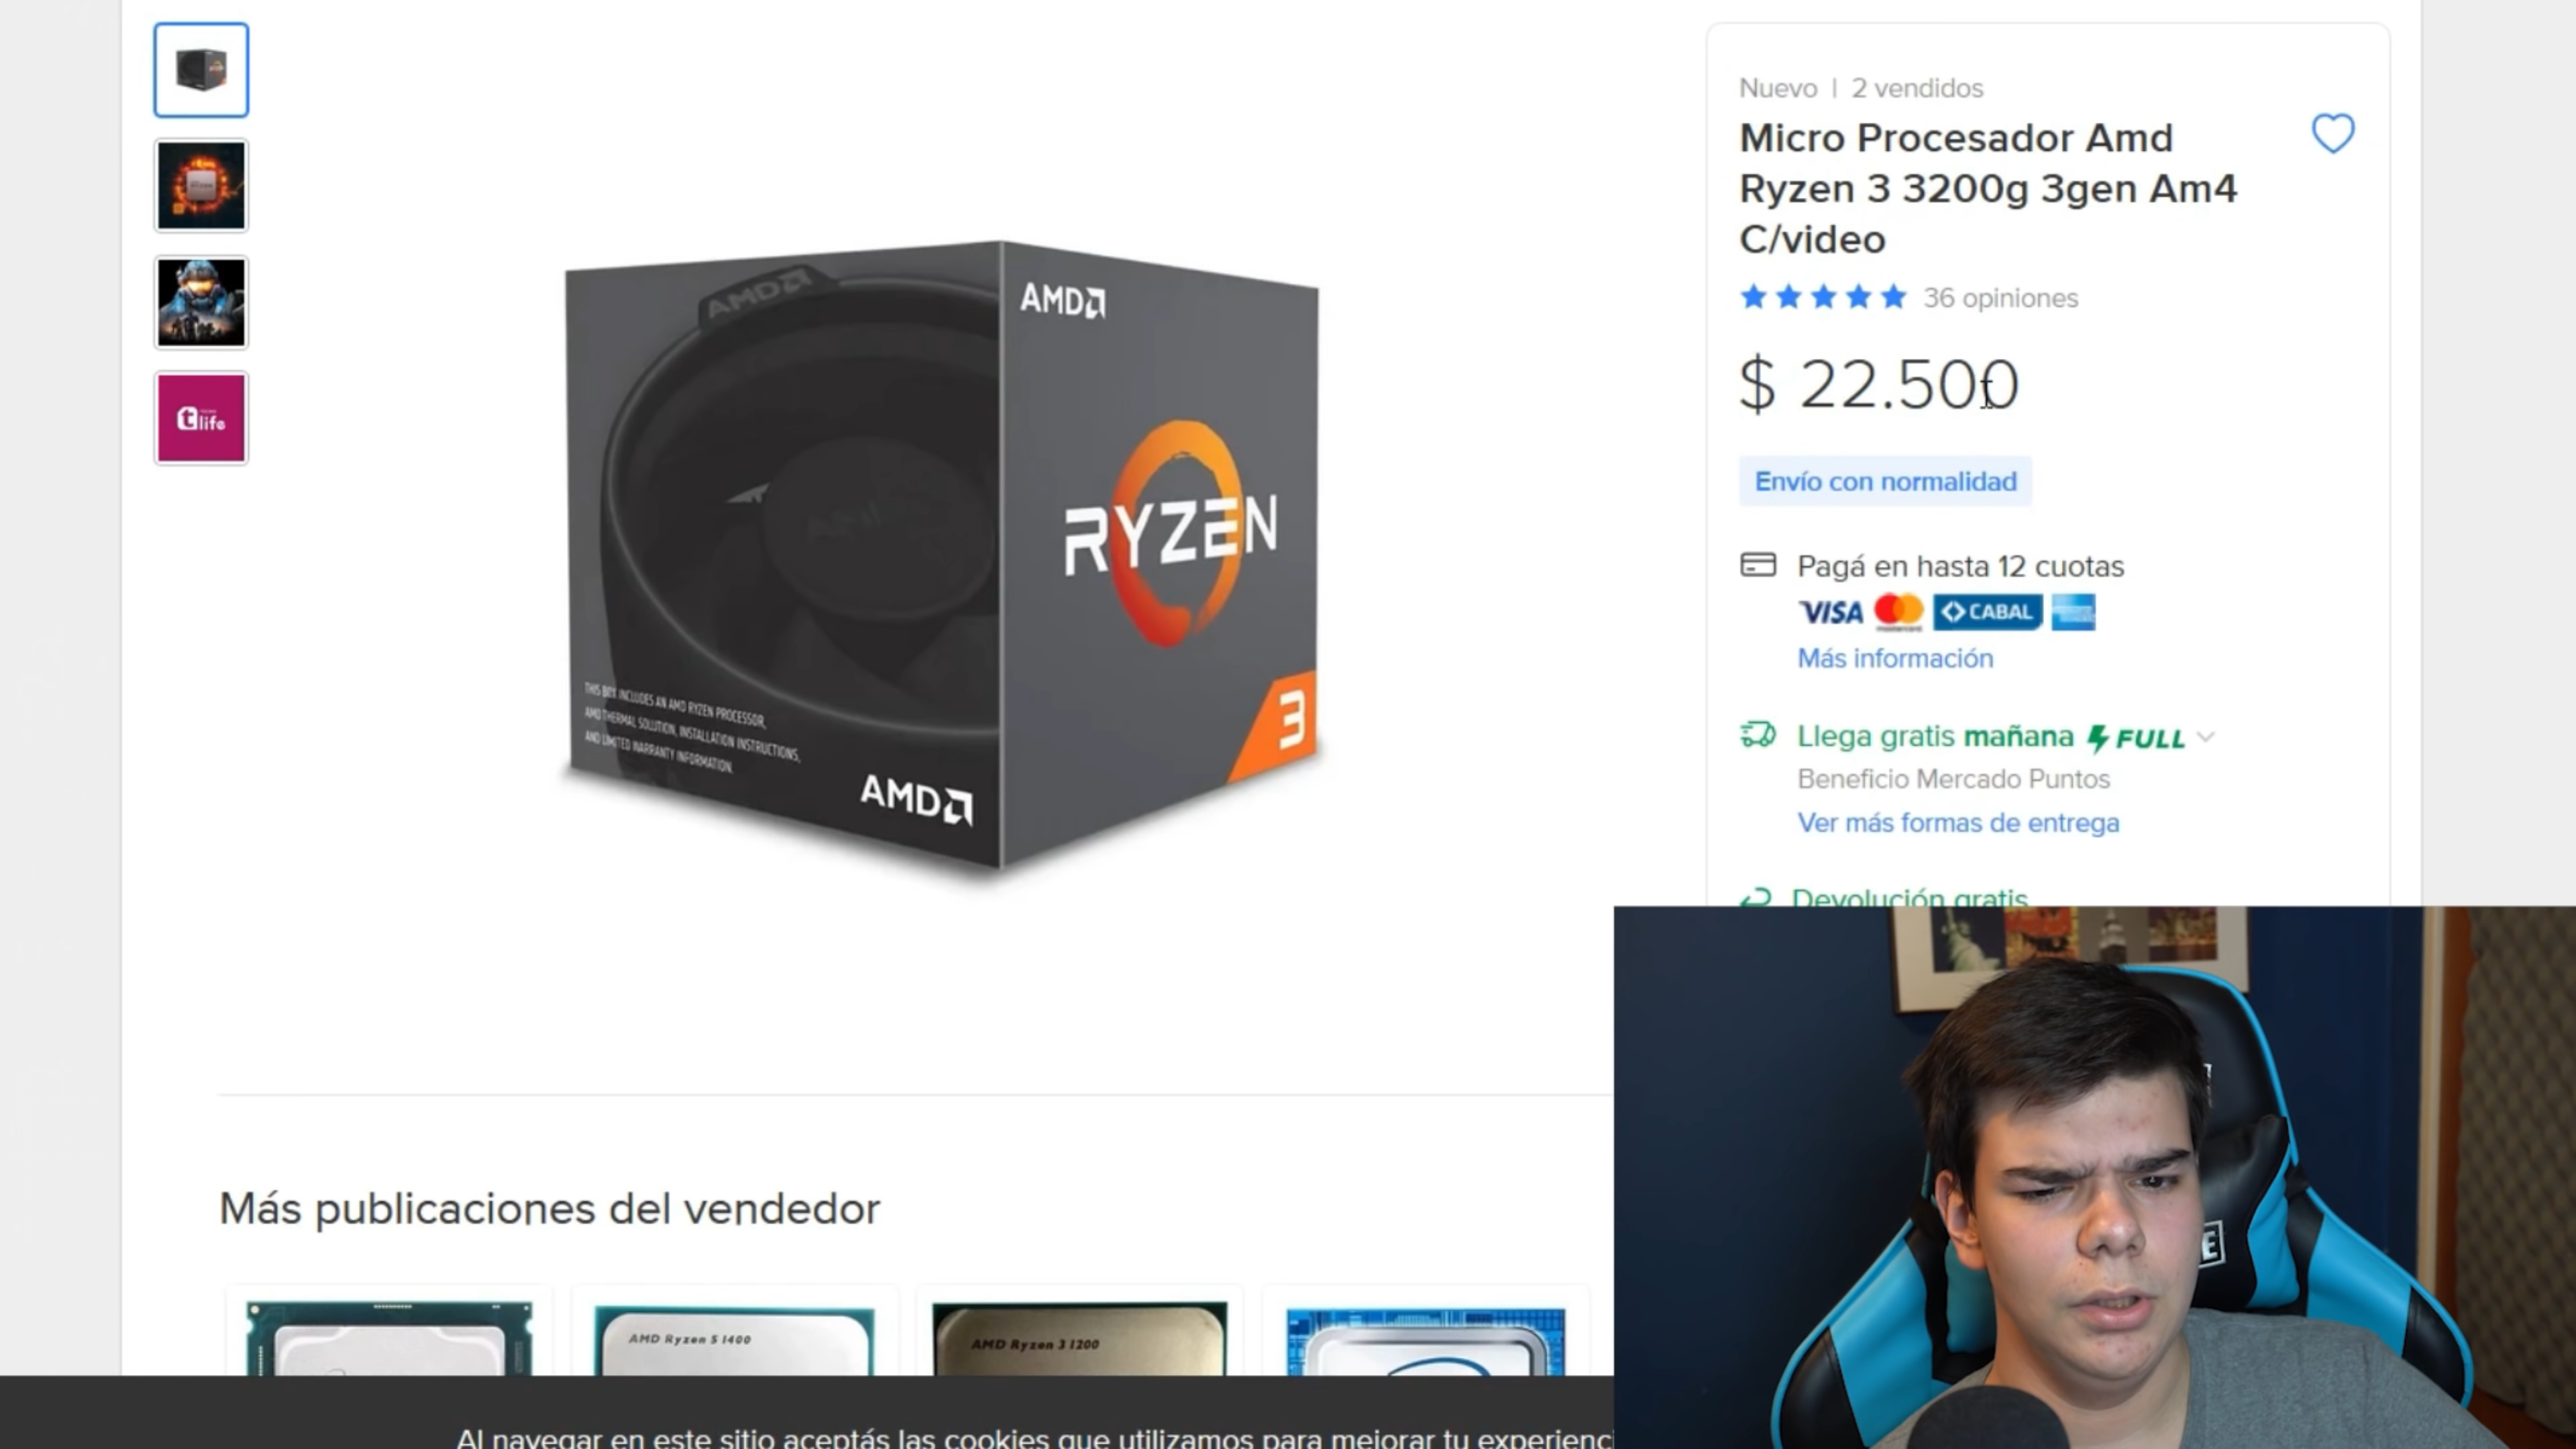 Nuevo | 2 vendidos
Micro Procesador Amd
Ryzen 3 3200g 3gen Am4
C/video
36 opiniones
$ 22.500
Envío con normalidad
Pagá en hasta 12 cuotas
VISA mastercard CABAL
Más información
Llega gratis mañana FULL
Beneficio Mercado Puntos
Ver más formas de entrega
Devolución gratis
life
AMD
AMD
RYZEN
3
THIS BOX INCLUDES AN AMD RYZEN PROCESSOR,
AMD THERMAL SOLUTION, INSTALLATION INSTRUCTIONS,
AND LIMITED WARRANTY INFORMATION.
AMD
Más publicaciones del vendedor
AMD Ryzen 5 1400
AMD Ryzen 3 1200
Al navegar en este sitio aceptás las cookies que utilizamos para mejorar tu experienci